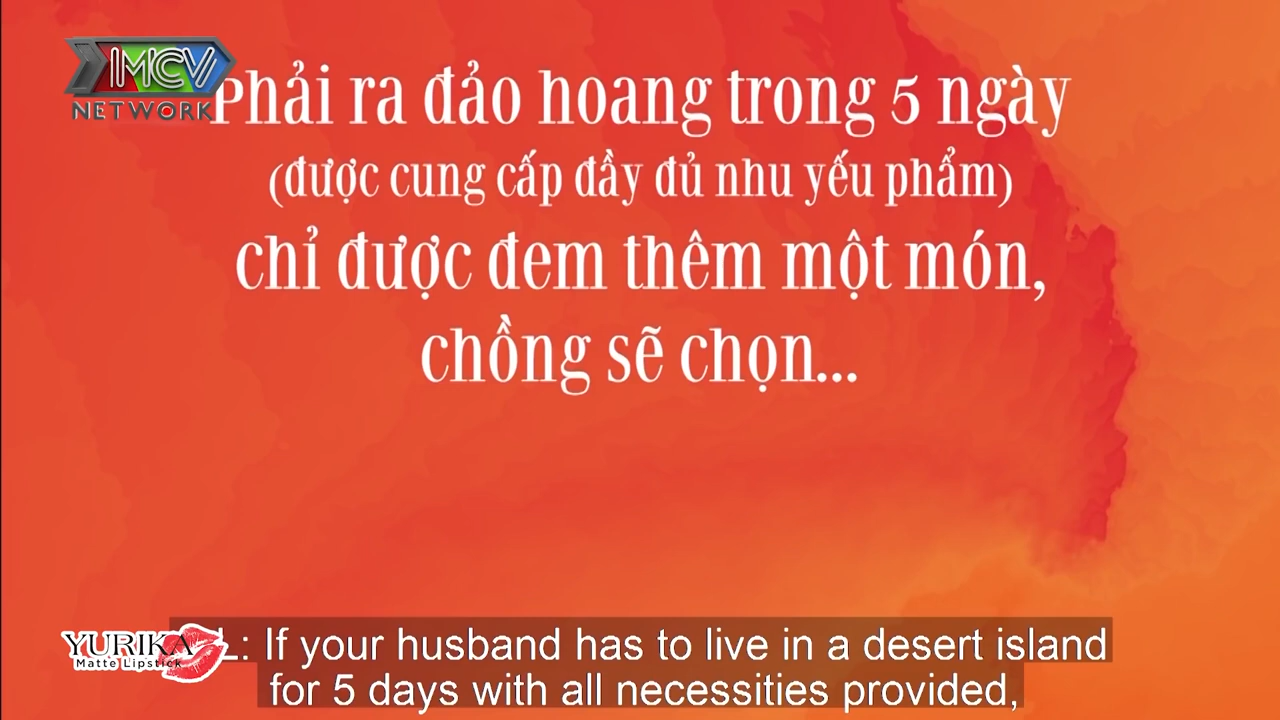 MCV
NETWORK
Phải ra đảo hoang trong 5 ngày
(được cung cấp đầy đủ nhu yếu phẩm)
chỉ được đem thêm một món,
chồng sẽ chọn...
YURIKA
Matte Lipstick
L: If your husband has to live in a desert island
for 5 days with all necessities provided,